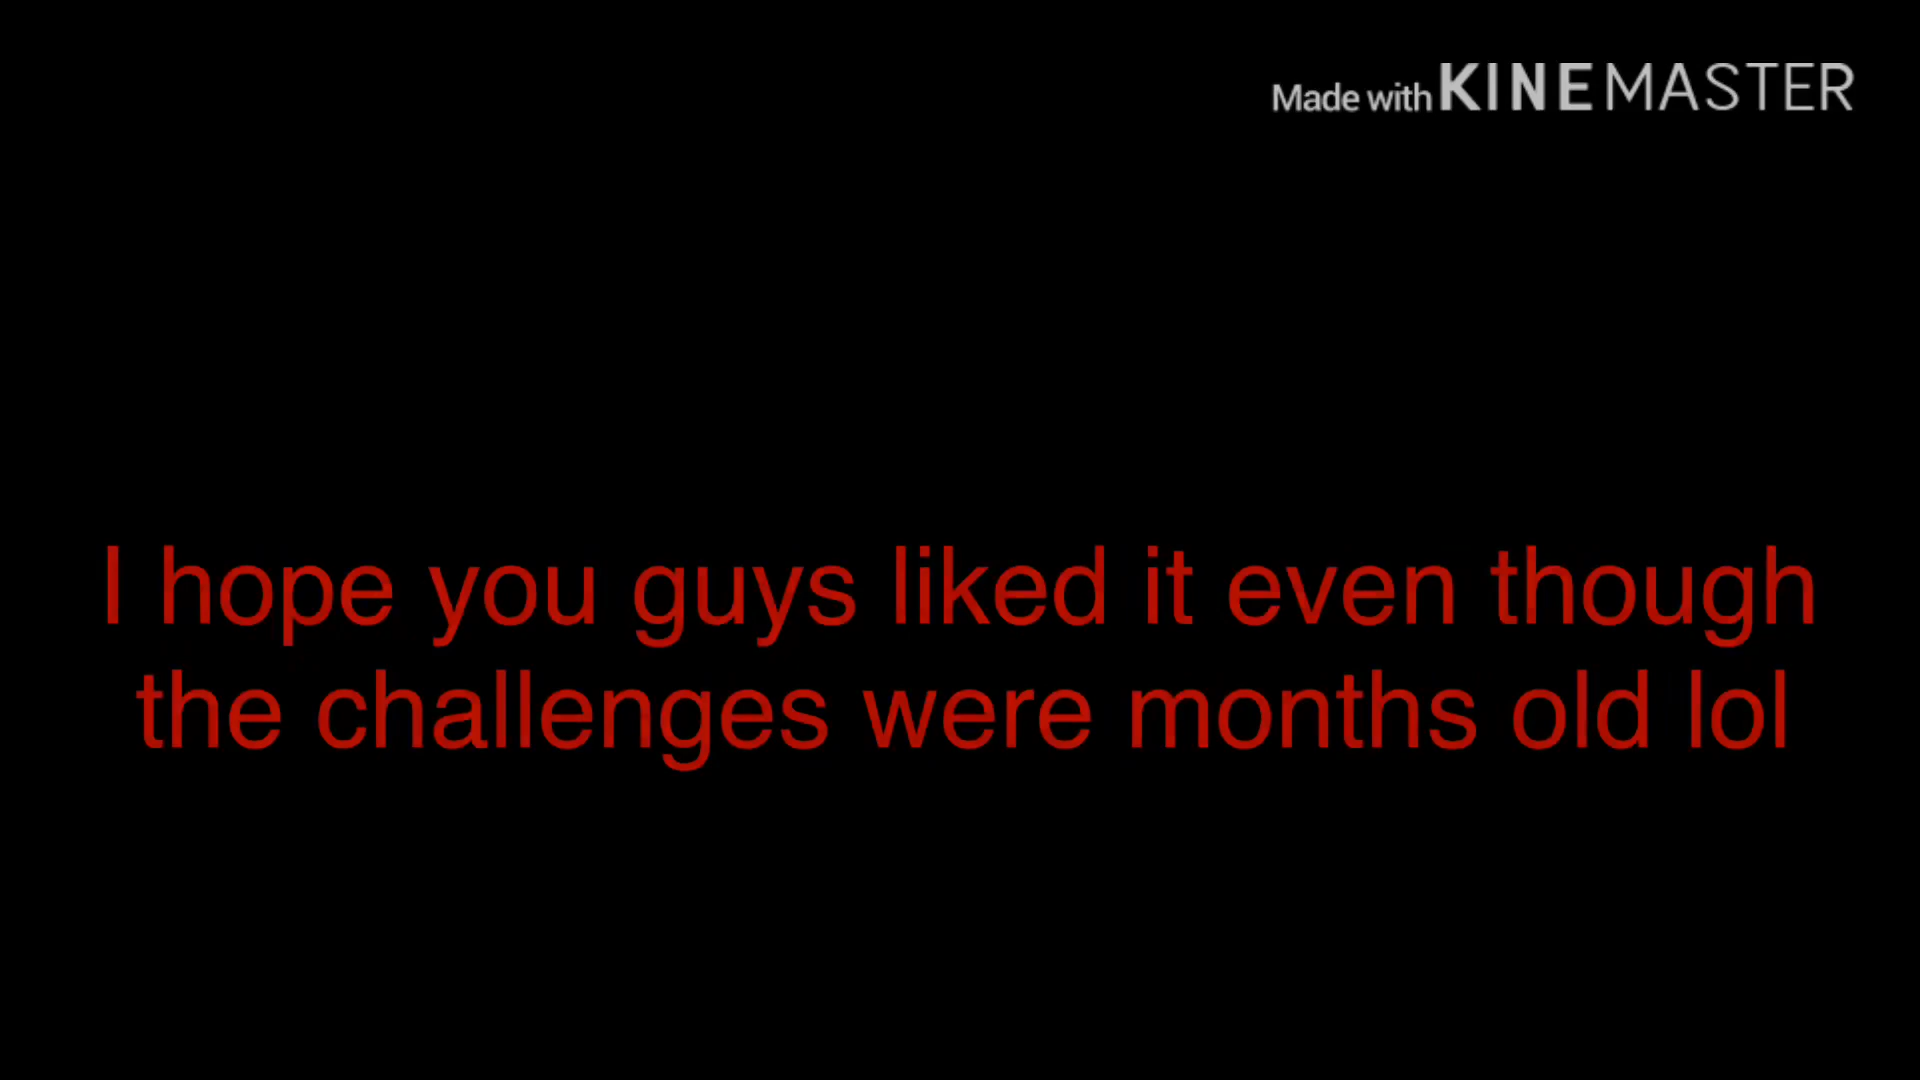 Made with KINEMASTER
I hope you guys liked it even though
the challenges were months old lol